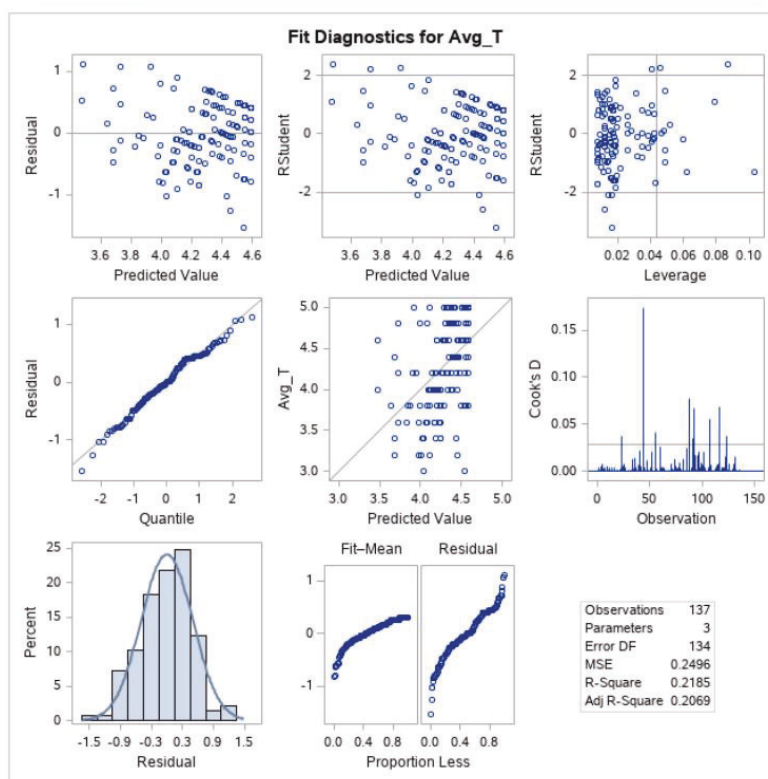 Fit Diagnostics for Avg_T
Residual
1
0
-1
3.6 3.8 4.0 4.2 4.4 4.6
Predicted Value
RStudent
2
0
-2
3.6 3.8 4.0 4.2 4.4 4.6
Predicted Value
RStudent
2
0
-2
0.02 0.04 0.06 0.08 0.10
Leverage
Residual
1
0
-1
-2 -1 0 1 2
Quantile
Avg_T
5.0
4.5
4.0
3.5
3.0
3.0 3.5 4.0 4.5 5.0
Predicted Value
Cook's D
0.15
0.10
0.05
0.00
0 50 100 150
Observation
Percent
25
20
15
10
5
0
-1.5 -0.9 -0.3 0.3 0.9 1.5
Residual
Fit–Mean Residual
1
0
-1
0.0 0.4 0.8 0.0 0.4 0.8
Proportion Less
Observations 137
Parameters 3
Error DF 134
MSE 0.2496
R-Square 0.2185
Adj R-Square 0.2069